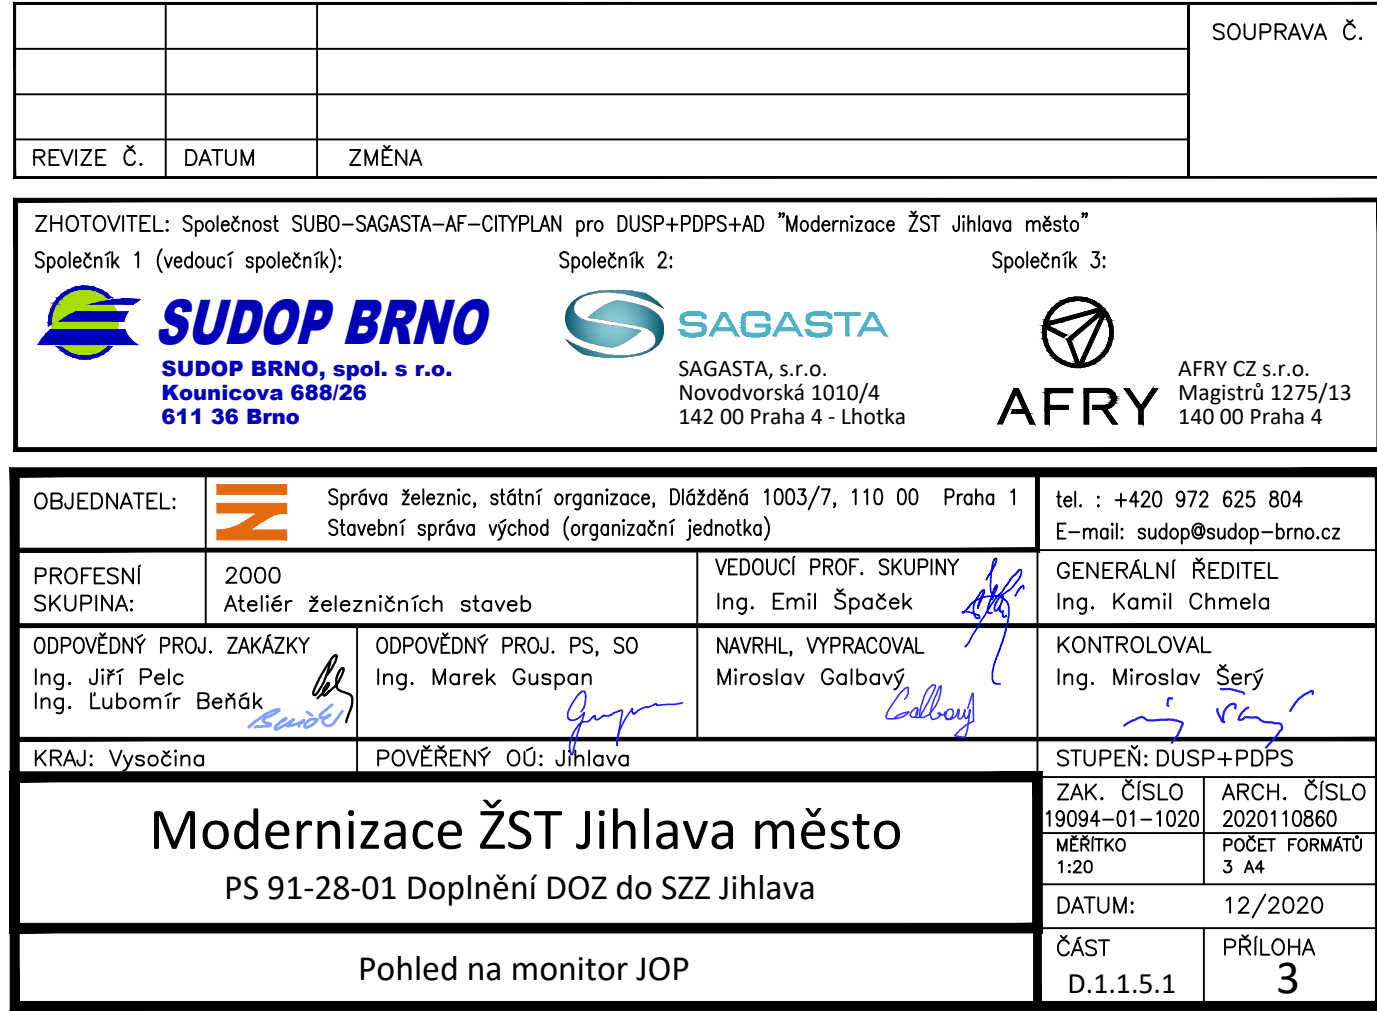 SOUPRAVA Č.
REVIZE Č. DATUM ZMĚNA
ZHOTOVITEL: Společnost SUBO-SAGASTA-AF-CITYPLAN pro DUSP+PDPS+AD "Modernizace ŽST Jihlava město"
Společník 1 (vedoucí společník): Společník 2: Společník 3:
SUDOP BRNO
SUDOP BRNO, spol. s r.o.
Kounicova 688/26
611 36 Brno
SAGASTA
SAGASTA, s.r.o.
Novodvorská 1010/4
142 00 Praha 4 - Lhotka
AFRY
AFRY CZ s.r.o.
Magistrů 1275/13
140 00 Praha 4
OBJEDNATEL:
Správa železnic, státní organizace, Dlážděná 1003/7, 110 00 Praha 1
Stavební správa východ (organizační jednotka)
tel. : +420 972 625 804
E-mail: sudop@sudop-brno.cz
PROFESNÍ
SKUPINA:
2000
Ateliér železničních staveb
VEDOUCÍ PROF. SKUPINY
Ing. Emil Špaček
GENERÁLNÍ ŘEDITEL
Ing. Kamil Chmela
ODPOVĚDNÝ PROJ. ZAKÁZKY
Ing. Jiří Pelc
Ing. Ľubomír Beňák
ODPOVĚDNÝ PROJ. PS, SO
Ing. Marek Guspan
NAVRHL, VYPRACOVAL
Miroslav Galbavý
Galbavý
KONTROLOVAL
Ing. Miroslav Šerý
KRAJ: Vysočina
POVĚŘENÝ OÚ: Jihlava
STUPEŇ: DUSP+PDPS
Modernizace ŽST Jihlava město
PS 91-28-01 Doplnění DOZ do SZZ Jihlava
Pohled na monitor JOP
ZAK. ČÍSLO
19094-01-1020
ARCH. ČÍSLO
2020110860
MĚŘÍTKO
1:20
POČET FORMÁTŮ
3 A4
DATUM: 12/2020
ČÁST
D.1.1.5.1
PŘÍLOHA
3